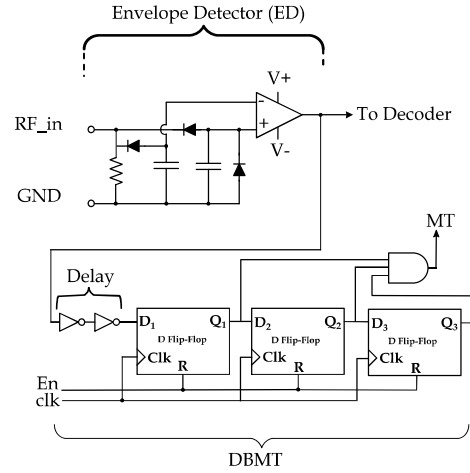 Envelope Detector (ED)
V+
-
+
V-
To Decoder
RF_in
GND
MT
Delay
D1 Q1
D Flip-Flop
Clk
R
D2 Q2
D Flip-Flop
Clk
R
D3 Q3
D Flip-Flop
Clk
R
En
clk
DBMT